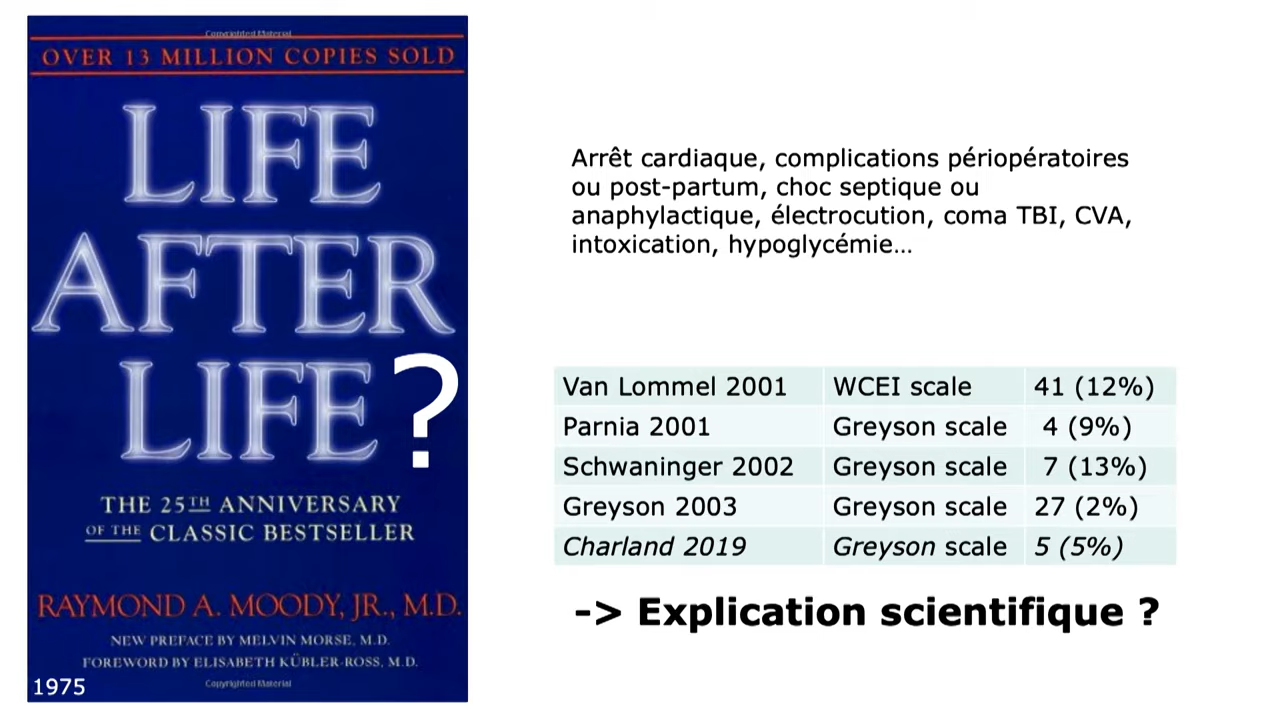 Copyrighted Material
OVER 13 MILLION COPIES SOLD
LIFE
AFTER
LIFE?
THE 25TH ANNIVERSARY
OF THE CLASSIC BESTSELLER
RAYMOND A. MOODY, JR., M.D.
NEW PREFACE BY MELVIN MORSE, M.D.
FOREWORD BY ELISABETH KÜBLER-ROSS, M.D.
Copyrighted Material
1975
Arrêt cardiaque, complications périopératoires
ou post-partum, choc septique ou
anaphylactique, électrocution, coma TBI, CVA,
intoxication, hypoglycémie...
Van Lommel 2001 WCEI scale 41 (12%)
Parnia 2001 Greyson scale 4 (9%)
Schwaninger 2002 Greyson scale 7 (13%)
Greyson 2003 Greyson scale 27 (2%)
Charland 2019 Greyson scale 5 (5%)
-> Explication scientifique ?